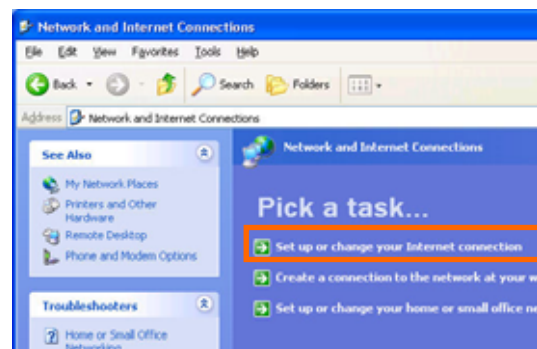 Network and Internet Connections
File Edit View Favorites Tools Help
Back Search Folders
Address Network and Internet Connections
See Also
My Network Places
Printers and Other
Hardware
Remote Desktop
Phone and Modem Options
Troubleshooters
Home or Small Office
Networking
Network and Internet Connections
Pick a task...
Set up or change your Internet connection
Create a connection to the network at your w
Set up or change your home or small office ne